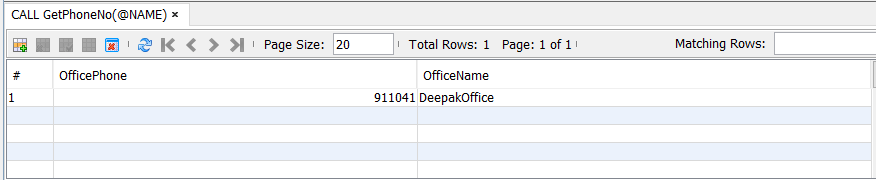 CALL GetPhoneNo(@NAME) ×
Page Size: 20 Total Rows: 1 Page: 1 of 1 Matching Rows:
# OfficePhone OfficeName
1 911041 DeepakOffice